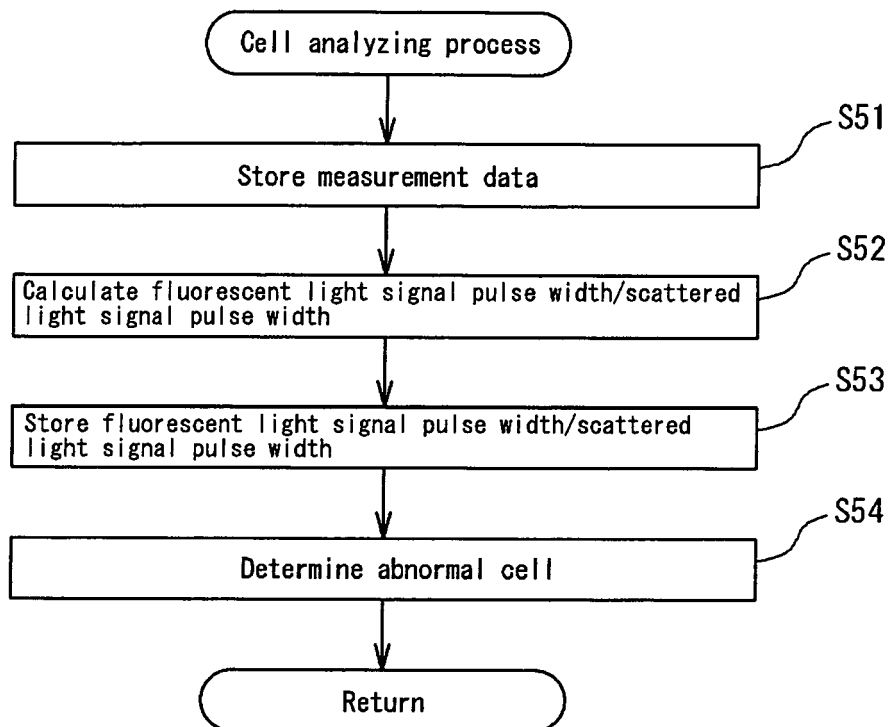 Cell analyzing process
S51
Store measurement data
S52
Calculate fluorescent light signal pulse width/scattered
light signal pulse width
S53
Store fluorescent light signal pulse width/scattered
light signal pulse width
S54
Determine abnormal cell
Return